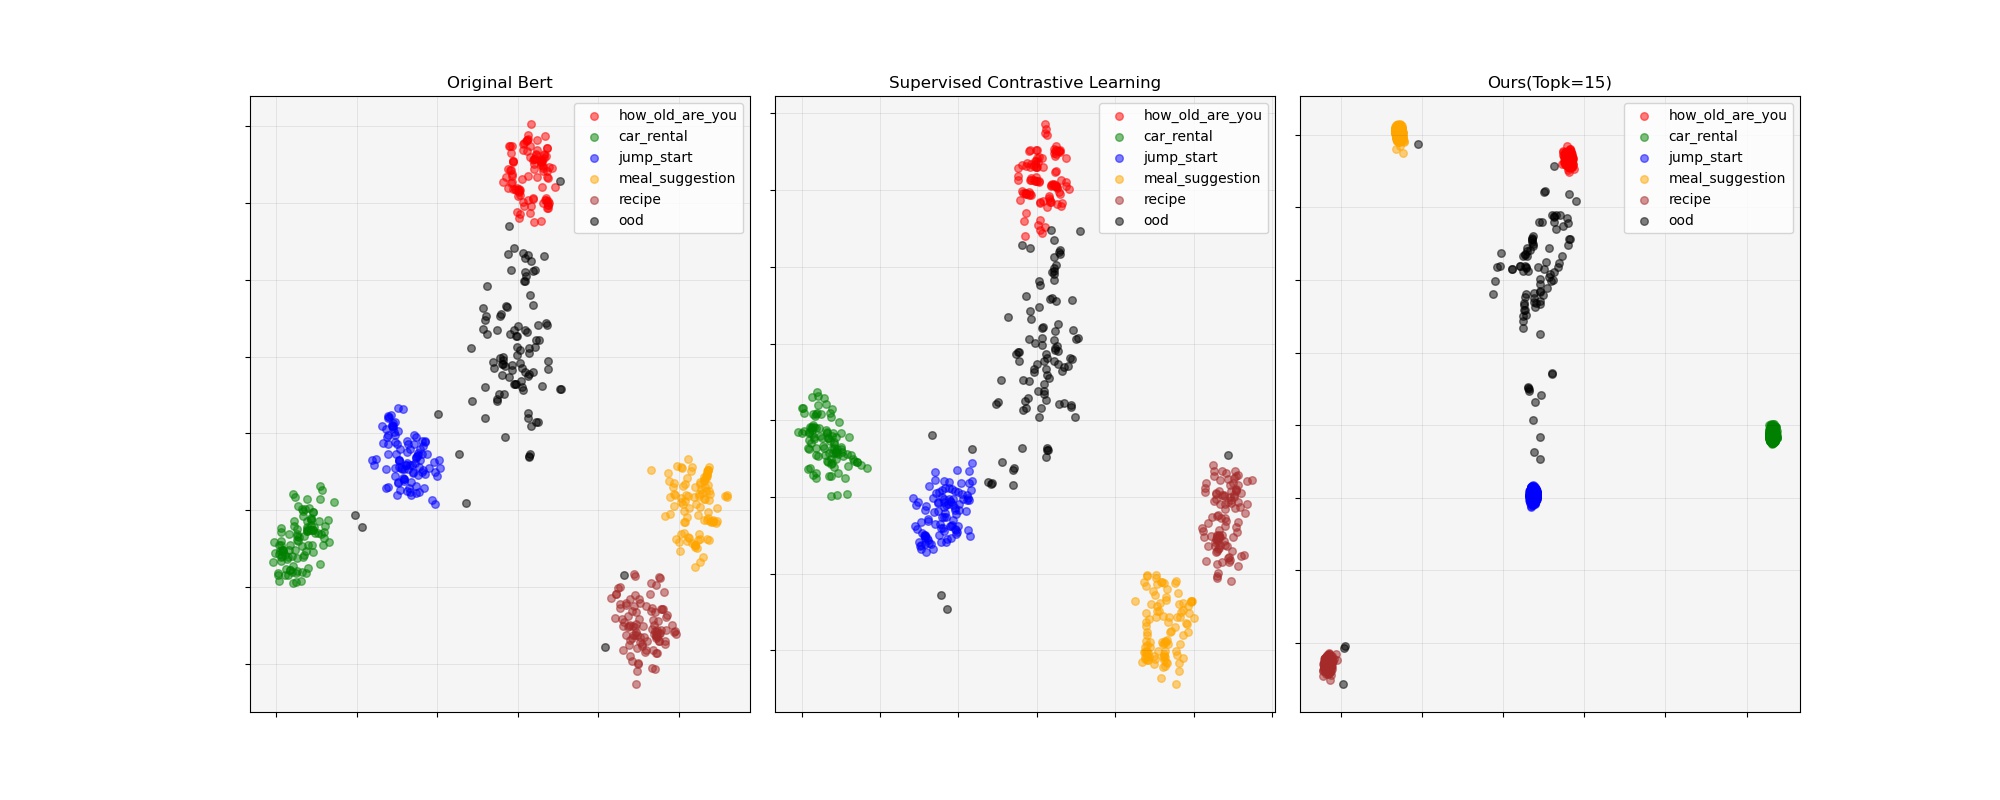 Original Bert
how_old_are_you
car_rental
jump_start
meal_suggestion
recipe
ood
Supervised Contrastive Learning
how_old_are_you
car_rental
jump_start
meal_suggestion
recipe
ood
Ours(Topk=15)
how_old_are_you
car_rental
jump_start
meal_suggestion
recipe
ood